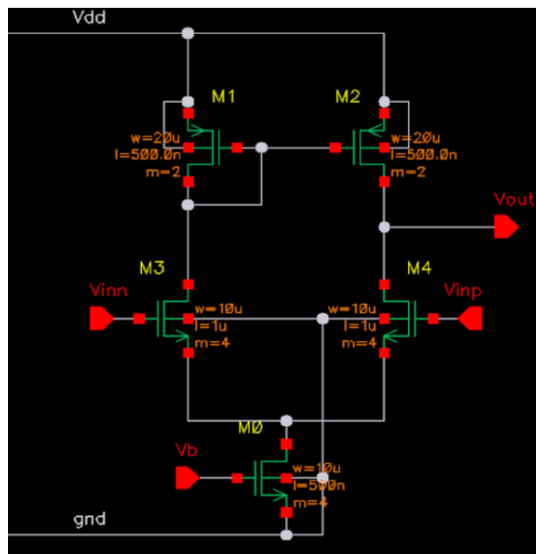 Vdd
M1
M2
w=20u
l=500.0n
m=2
w=20u
l=500.0n
m=2
Vout
M3
M4
Vinn
Vinp
w=10u
l=1u
m=4
w=10u
l=1u
m=4
M0
Vb
w=10u
l=500n
m=4
gnd